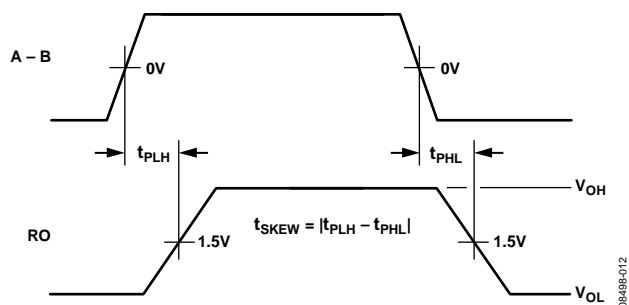 A – B
0V
0V
tPLH
tPHL
VOH
RO
tSKEW = |tPLH – tPHL|
1.5V
1.5V
VOL
08498-012